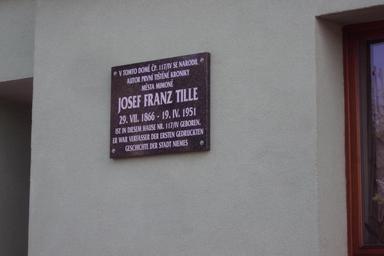 V TOMTO DOMĚ ČP. 117/IV SE NARODIL
AUTOR PRVNÍ TIŠTĚNÉ KRONIKY
MĚSTA MIMONĚ
JOSEF FRANZ TILLE
29. VII. 1866 - 19. IV. 1951
IST IN DIESEM HAUSE NR. 117/IV GEBOREN.
ER WAR VERFASSER DER ERSTEN GEDRUCKTEN
GESCHICHTE DER STADT NIEMES